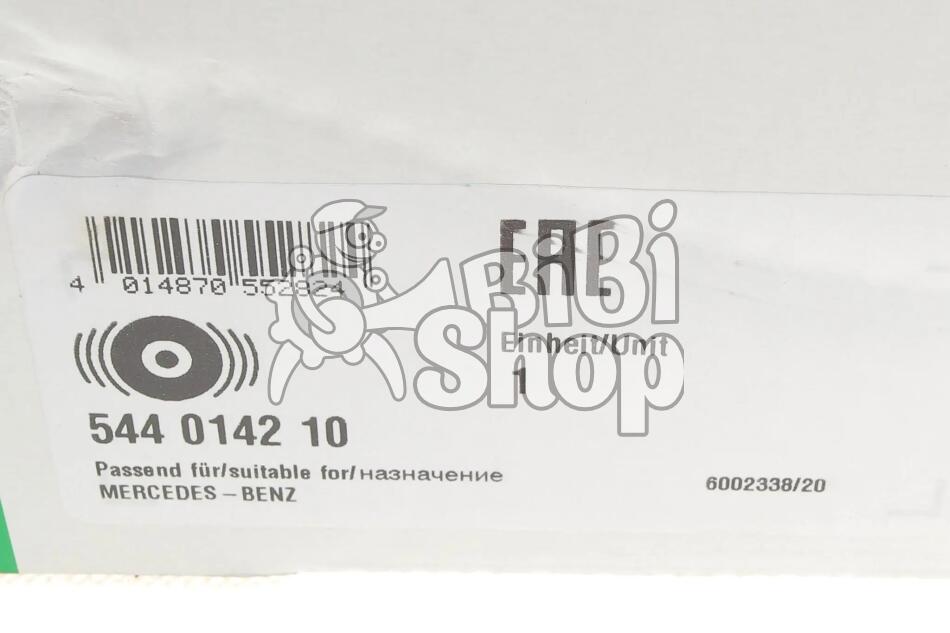 EAC
4 014870 552824
BiBi Shop
Einheit/Unit
1
544 0142 10
Passend für/suitable for/назначение
MERCEDES – BENZ
6002338/20